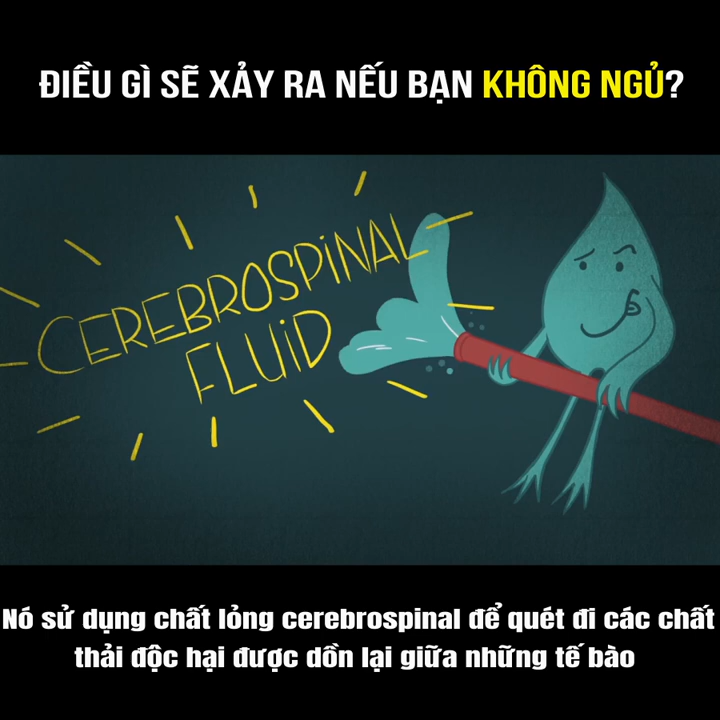 ĐIỀU GÌ SẼ XẢY RA NẾU BẠN KHÔNG NGỦ?
CEREBROSPINAL
FLUID
Nó sử dụng chất lỏng cerebrospinal để quét đi các chất
thải độc hại được dồn lại giữa những tế bào